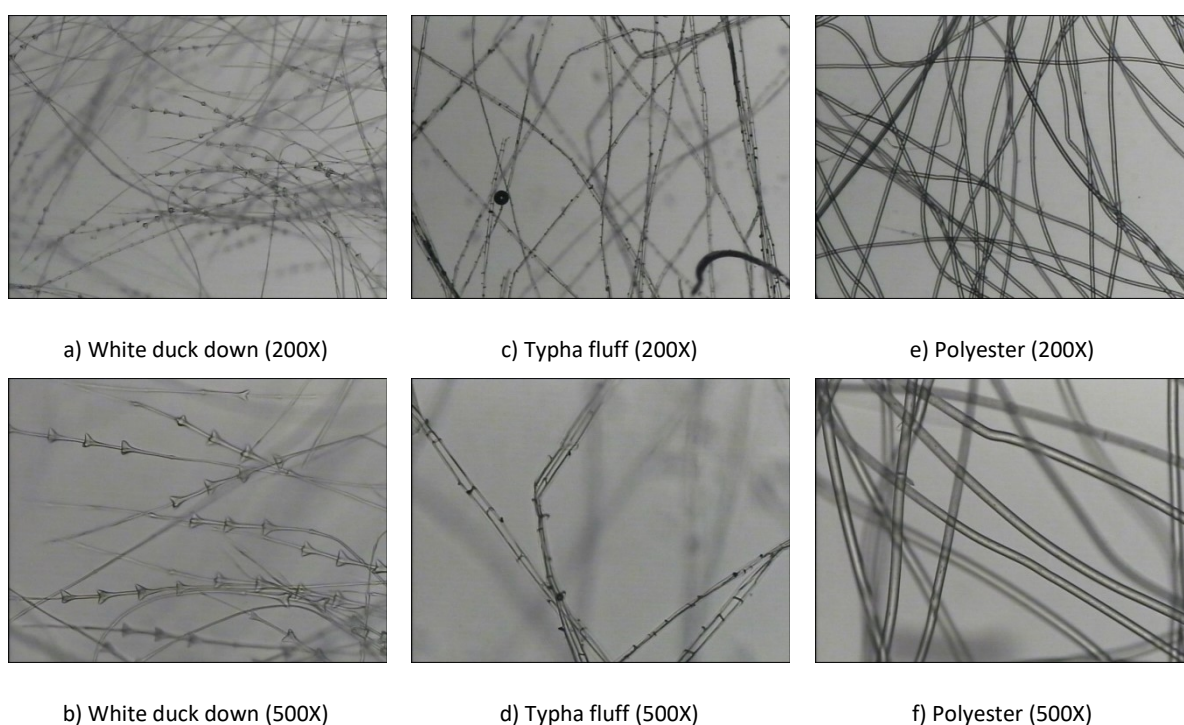 a) White duck down (200X)
c) Typha fluff (200X)
e) Polyester (200X)
b) White duck down (500X)
d) Typha fluff (500X)
f) Polyester (500X)